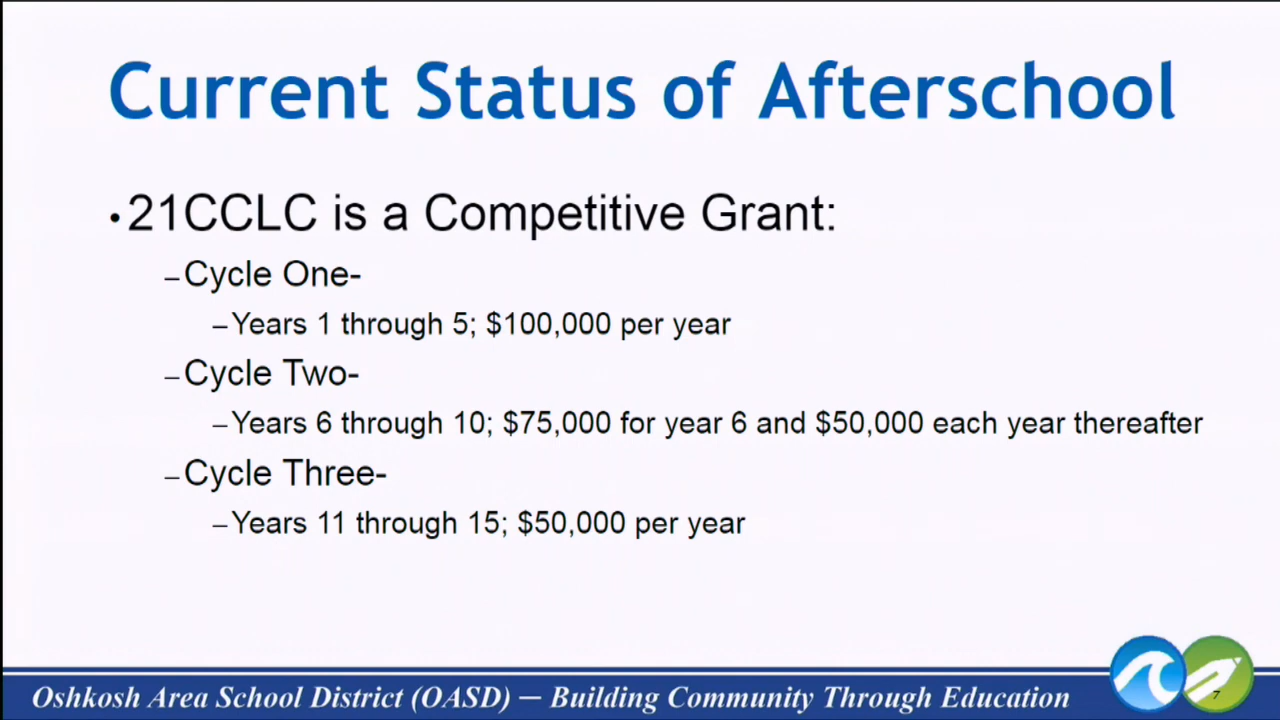 Current Status of Afterschool
•21CCLC is a Competitive Grant:
–Cycle One-
–Years 1 through 5; $100,000 per year
–Cycle Two-
–Years 6 through 10; $75,000 for year 6 and $50,000 each year thereafter
–Cycle Three-
–Years 11 through 15; $50,000 per year
Oshkosh Area School District (OASD) — Building Community Through Education
7